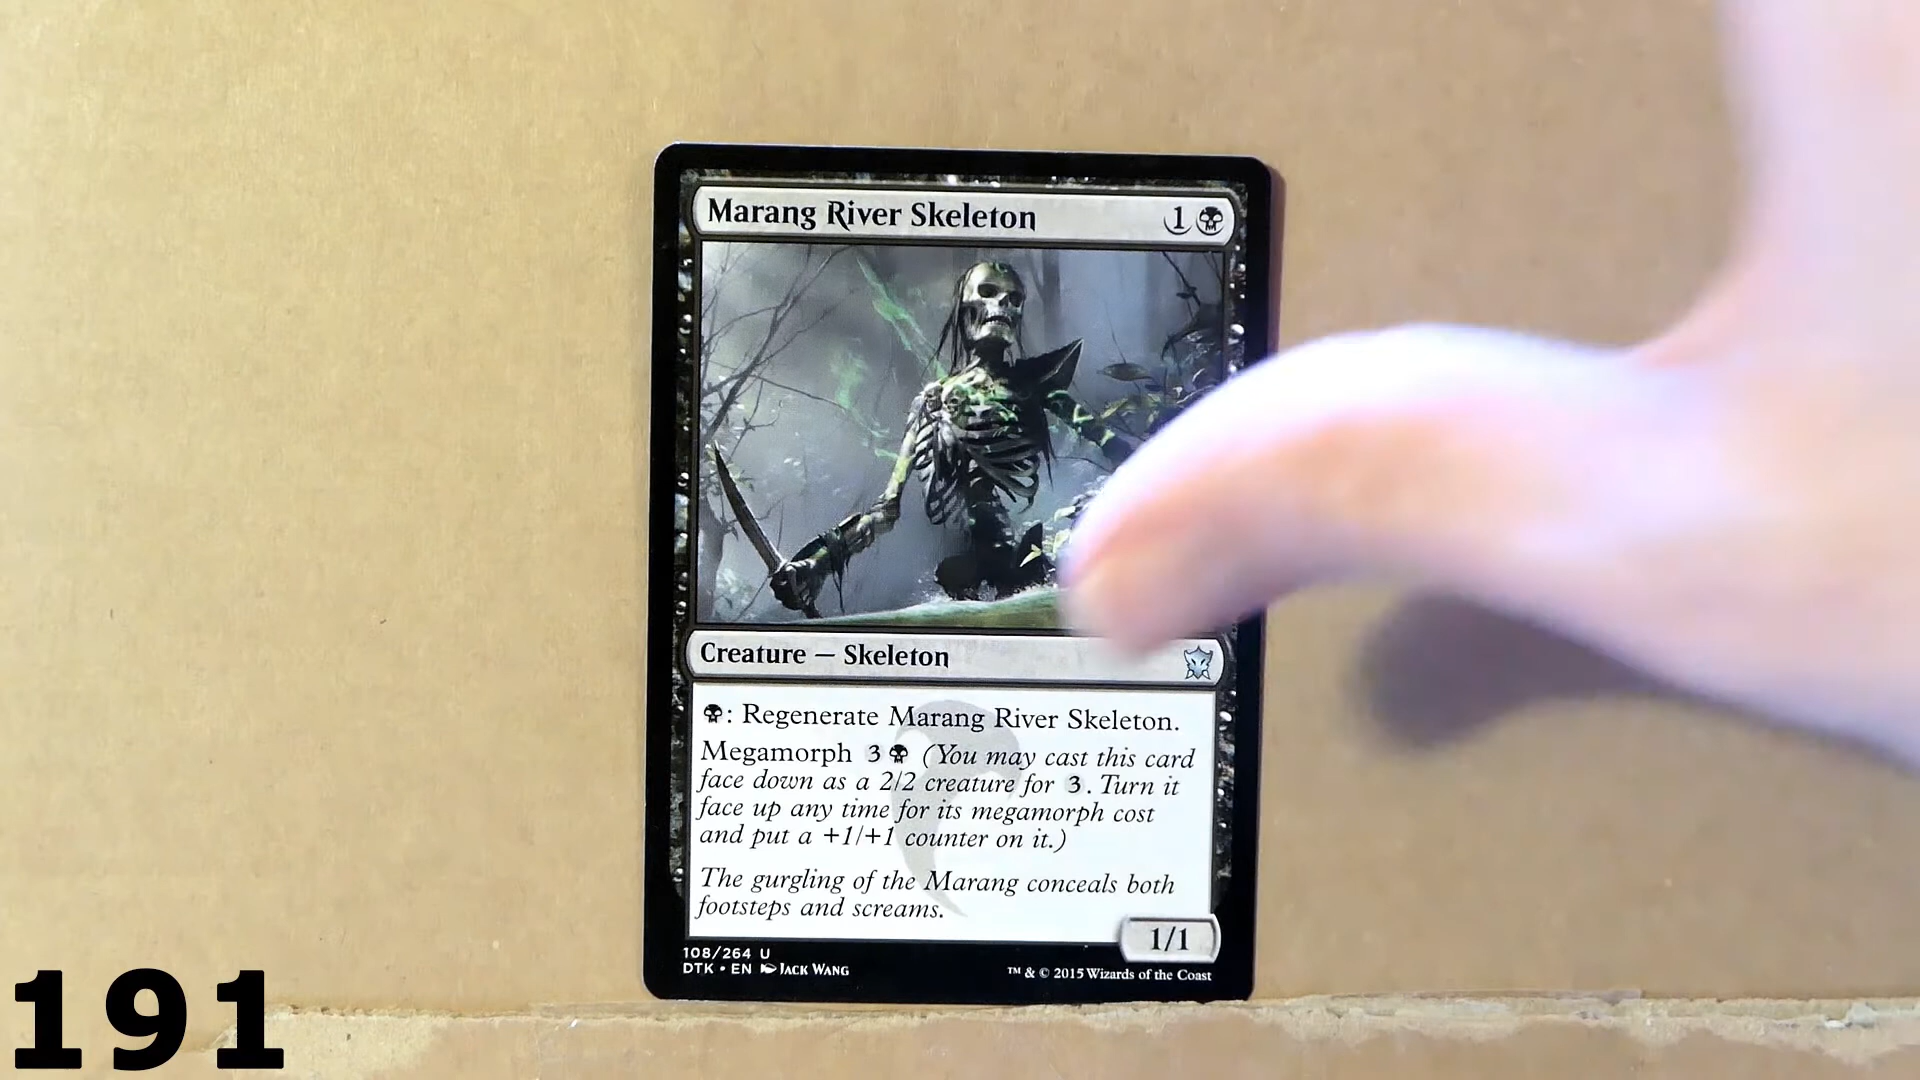 Marang River Skeleton 1
Creature — Skeleton
: Regenerate Marang River Skeleton.
Megamorph 3 (You may cast this card
face down as a 2/2 creature for 3. Turn it
face up any time for its megamorph cost
and put a +1/+1 counter on it.)
The gurgling of the Marang conceals both
footsteps and screams.
1/1
108/264 U
DTK • EN Jack Wang
™ & © 2015 Wizards of the Coast
191